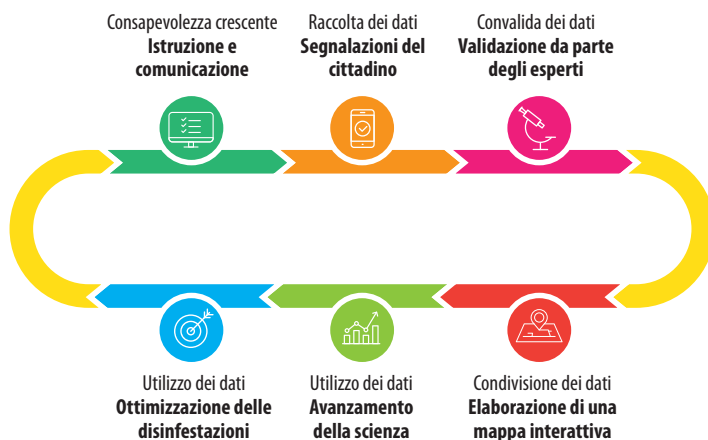 Consapevolezza crescente
Istruzione e
comunicazione
Raccolta dei dati
Segnalazioni del
cittadino
Convalida dei dati
Validazione da parte
degli esperti
Utilizzo dei dati
Ottimizzazione delle
disinfestazioni
Utilizzo dei dati
Avanzamento
della scienza
Condivisione dei dati
Elaborazione di una
mappa interattiva